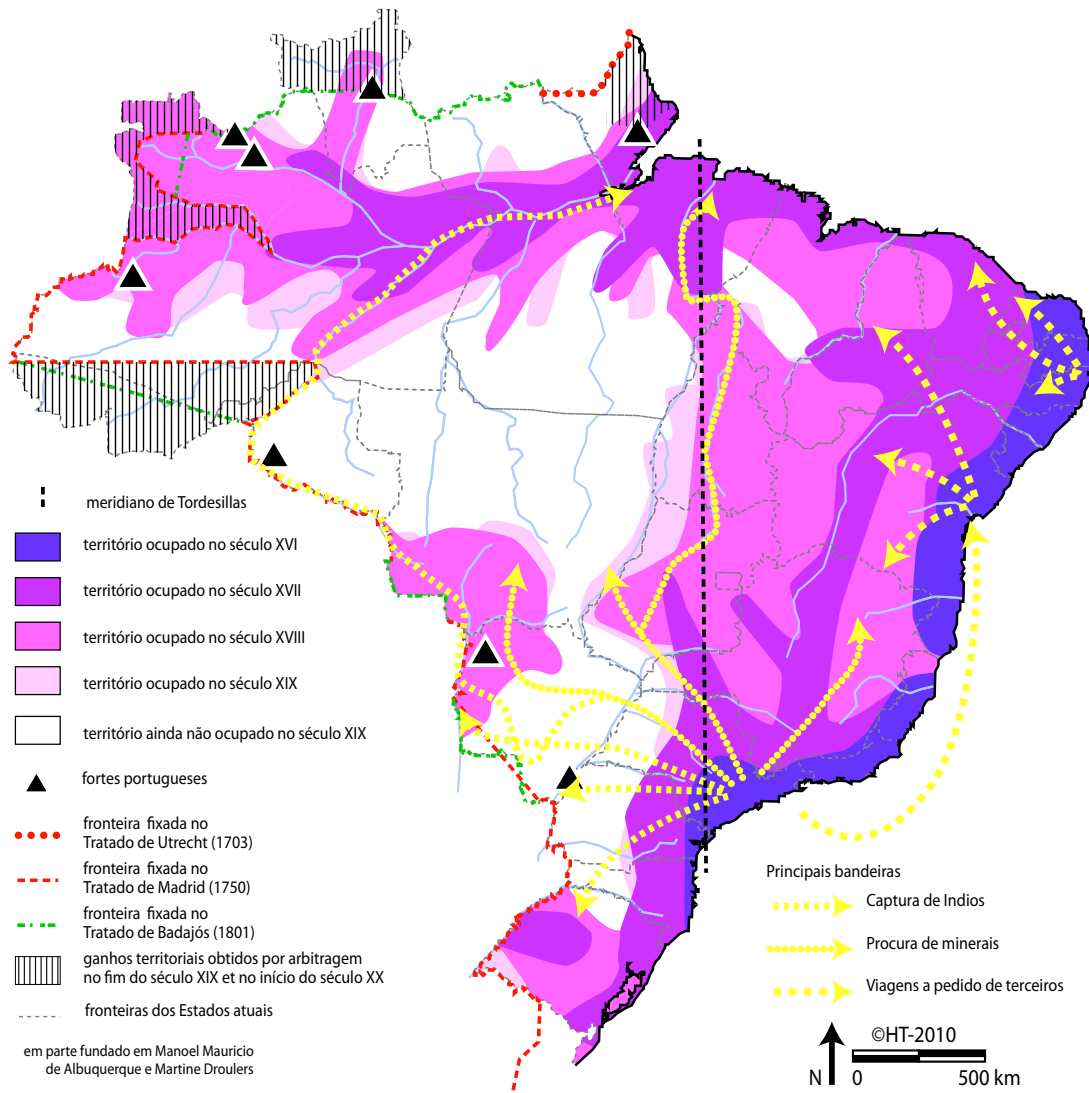 meridiano de Tordesillas
território ocupado no século XVI
território ocupado no século XVII
território ocupado no século XVIII
território ocupado no século XIX
território ainda não ocupado no século XIX
fortes portugueses
fronteira fixada no
Tratado de Utrecht (1703)
fronteira fixada no
Tratado de Madrid (1750)
fronteira fixada no
Tratado de Badajós (1801)
ganhos territoriais obtidos por arbitragem
no fim do século XIX et no início do século XX
fronteiras dos Estados atuais
em parte fundado em Manoel Mauricio
de Albuquerque e Martine Droulers
Principais bandeiras
Captura de Indios
Procura de minerais
Viagens a pedido de terceiros
©HT-2010
N 0 500 km